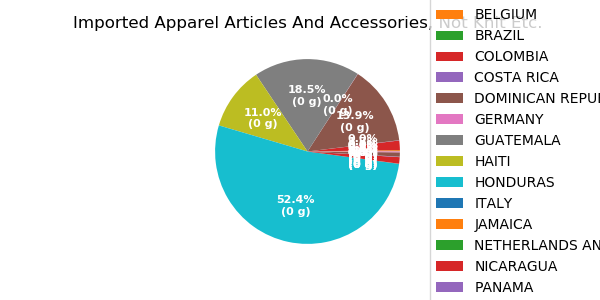 Imported Apparel Articles And Accessories, Not Knit Etc.
BELGIUM
BRAZIL
COLOMBIA
COSTA RICA
DOMINICAN REPU
GERMANY
GUATEMALA
HAITI
HONDURAS
ITALY
JAMAICA
NETHERLANDS AN
NICARAGUA
PANAMA
18.5%
(0 g)
0.0%
(0 g)
11.0%
(0 g)
(0 g)
52.4%
(0 g)